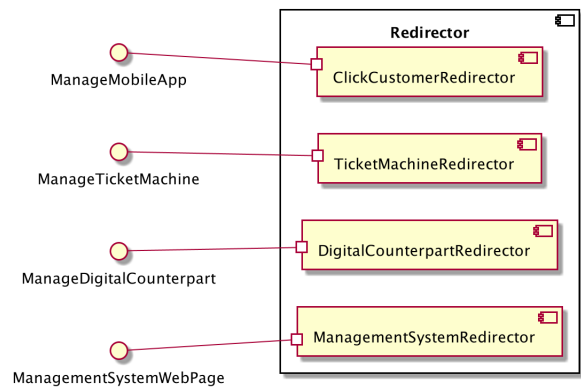 Redirector
ManageMobileApp
ClickCustomerRedirector
ManageTicketMachine
TicketMachineRedirector
ManageDigitalCounterpart
DigitalCounterpartRedirector
ManagementSystemWebPage
ManagementSystemRedirector